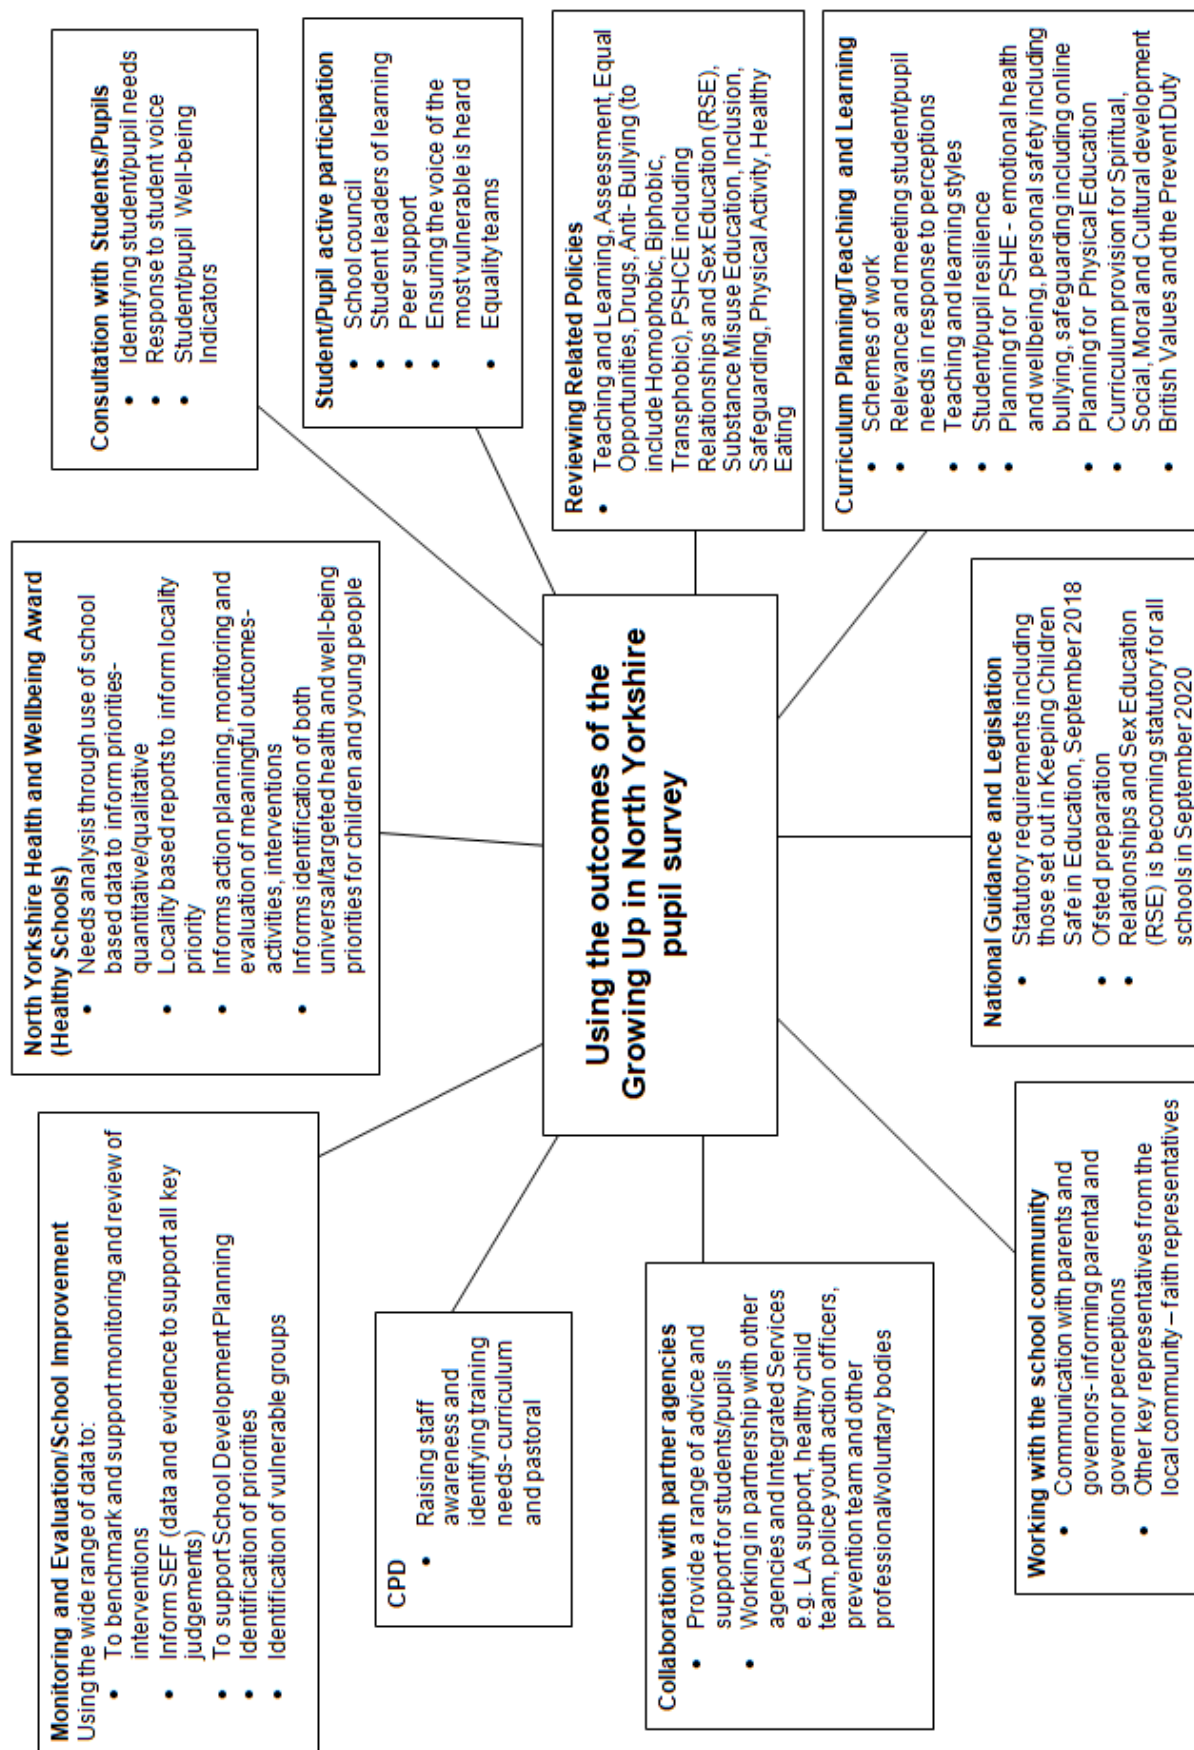 Monitoring and Evaluation/School Improvement
Using the wide range of data to:
• To benchmark and support monitoring and review of
interventions
• Inform SEF (data and evidence to support all key
judgements)
• To support School Development Planning
• Identification of priorities
• Identification of vulnerable groups
North Yorkshire Health and Wellbeing Award
(Healthy Schools)
• Needs analysis through use of school
based data to inform priorities-
quantitative/qualitative
• Locality based reports to inform locality
priority
• Informs action planning, monitoring and
evaluation of meaningful outcomes-
activities, interventions
• Informs identification of both
universal/targeted health and well-being
priorities for children and young people
Consultation with Students/Pupils
• Identifying student/pupil needs
• Response to student voice
• Student/pupil Well-being
Indicators
Student/Pupil active participation
• School council
• Student leaders of learning
• Peer support
• Ensuring the voice of the
most vulnerable is heard
• Equality teams
CPD
• Raising staff
awareness and
identifying training
needs- curriculum
and pastoral
Using the outcomes of the
Growing Up in North Yorkshire
pupil survey
Reviewing Related Policies
• Teaching and Learning, Assessment, Equal
Opportunities, Drugs, Anti- Bullying (to
include Homophobic, Biphobic,
Transphobic), PSHCE including
Relationships and Sex Education (RSE),
Substance Misuse Education, Inclusion,
Safeguarding, Physical Activity, Healthy
Eating
Collaboration with partner agencies
• Provide a range of advice and
support for students/pupils
• Working in partnership with other
agencies and Integrated Services
e.g. LA support, healthy child
team, police youth action officers,
prevention team and other
professional/voluntary bodies
Curriculum Planning/Teaching and Learning
• Schemes of work
• Relevance and meeting student/pupil
needs in response to perceptions
• Teaching and learning styles
• Student/pupil resilience
• Planning for PSHE - emotional health
and wellbeing, personal safety including
bullying, safeguarding including online
• Planning for Physical Education
• Curriculum provision for Spiritual,
Social, Moral and Cultural development
• British Values and the Prevent Duty
Working with the school community
• Communication with parents and
governors- informing parental and
governor perceptions
• Other key representatives from the
local community – faith representatives
National Guidance and Legislation
• Statutory requirements including
those set out in Keeping Children
Safe in Education, September 2018
• Ofsted preparation
• Relationships and Sex Education
(RSE) is becoming statutory for all
schools in September 2020